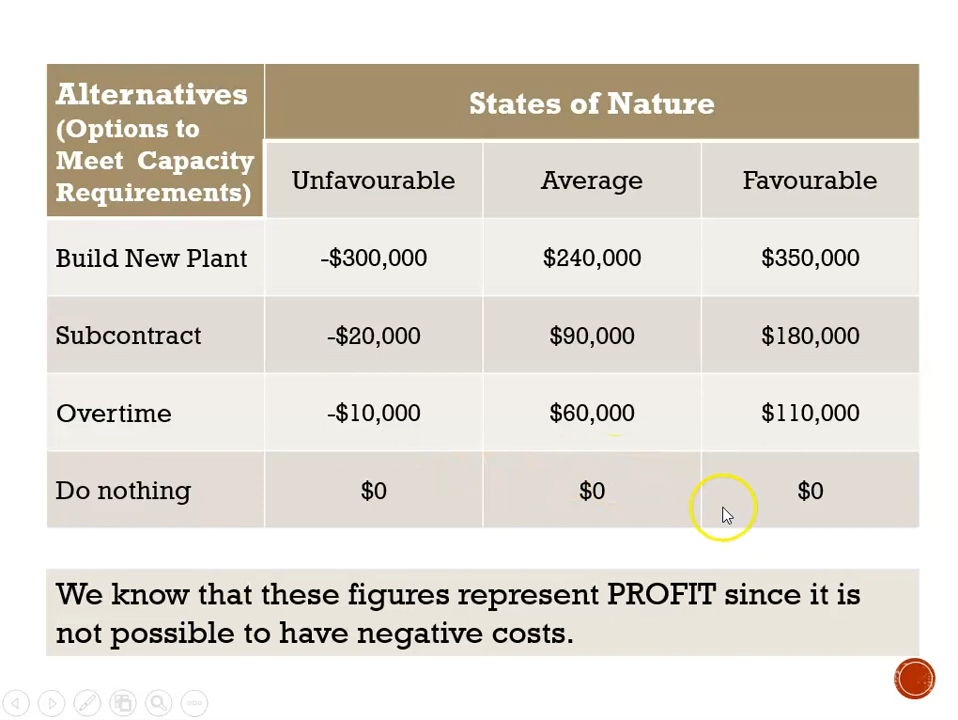 Alternatives
(Options to
Meet Capacity
Requirements)
States of Nature
Unfavourable
Average
Favourable
Build New Plant
-$300,000
$240,000
$350,000
Subcontract
-$20,000
$90,000
$180,000
Overtime
-$10,000
$60,000
$110,000
Do nothing
$0
$0
$0
We know that these figures represent PROFIT since it is
not possible to have negative costs.